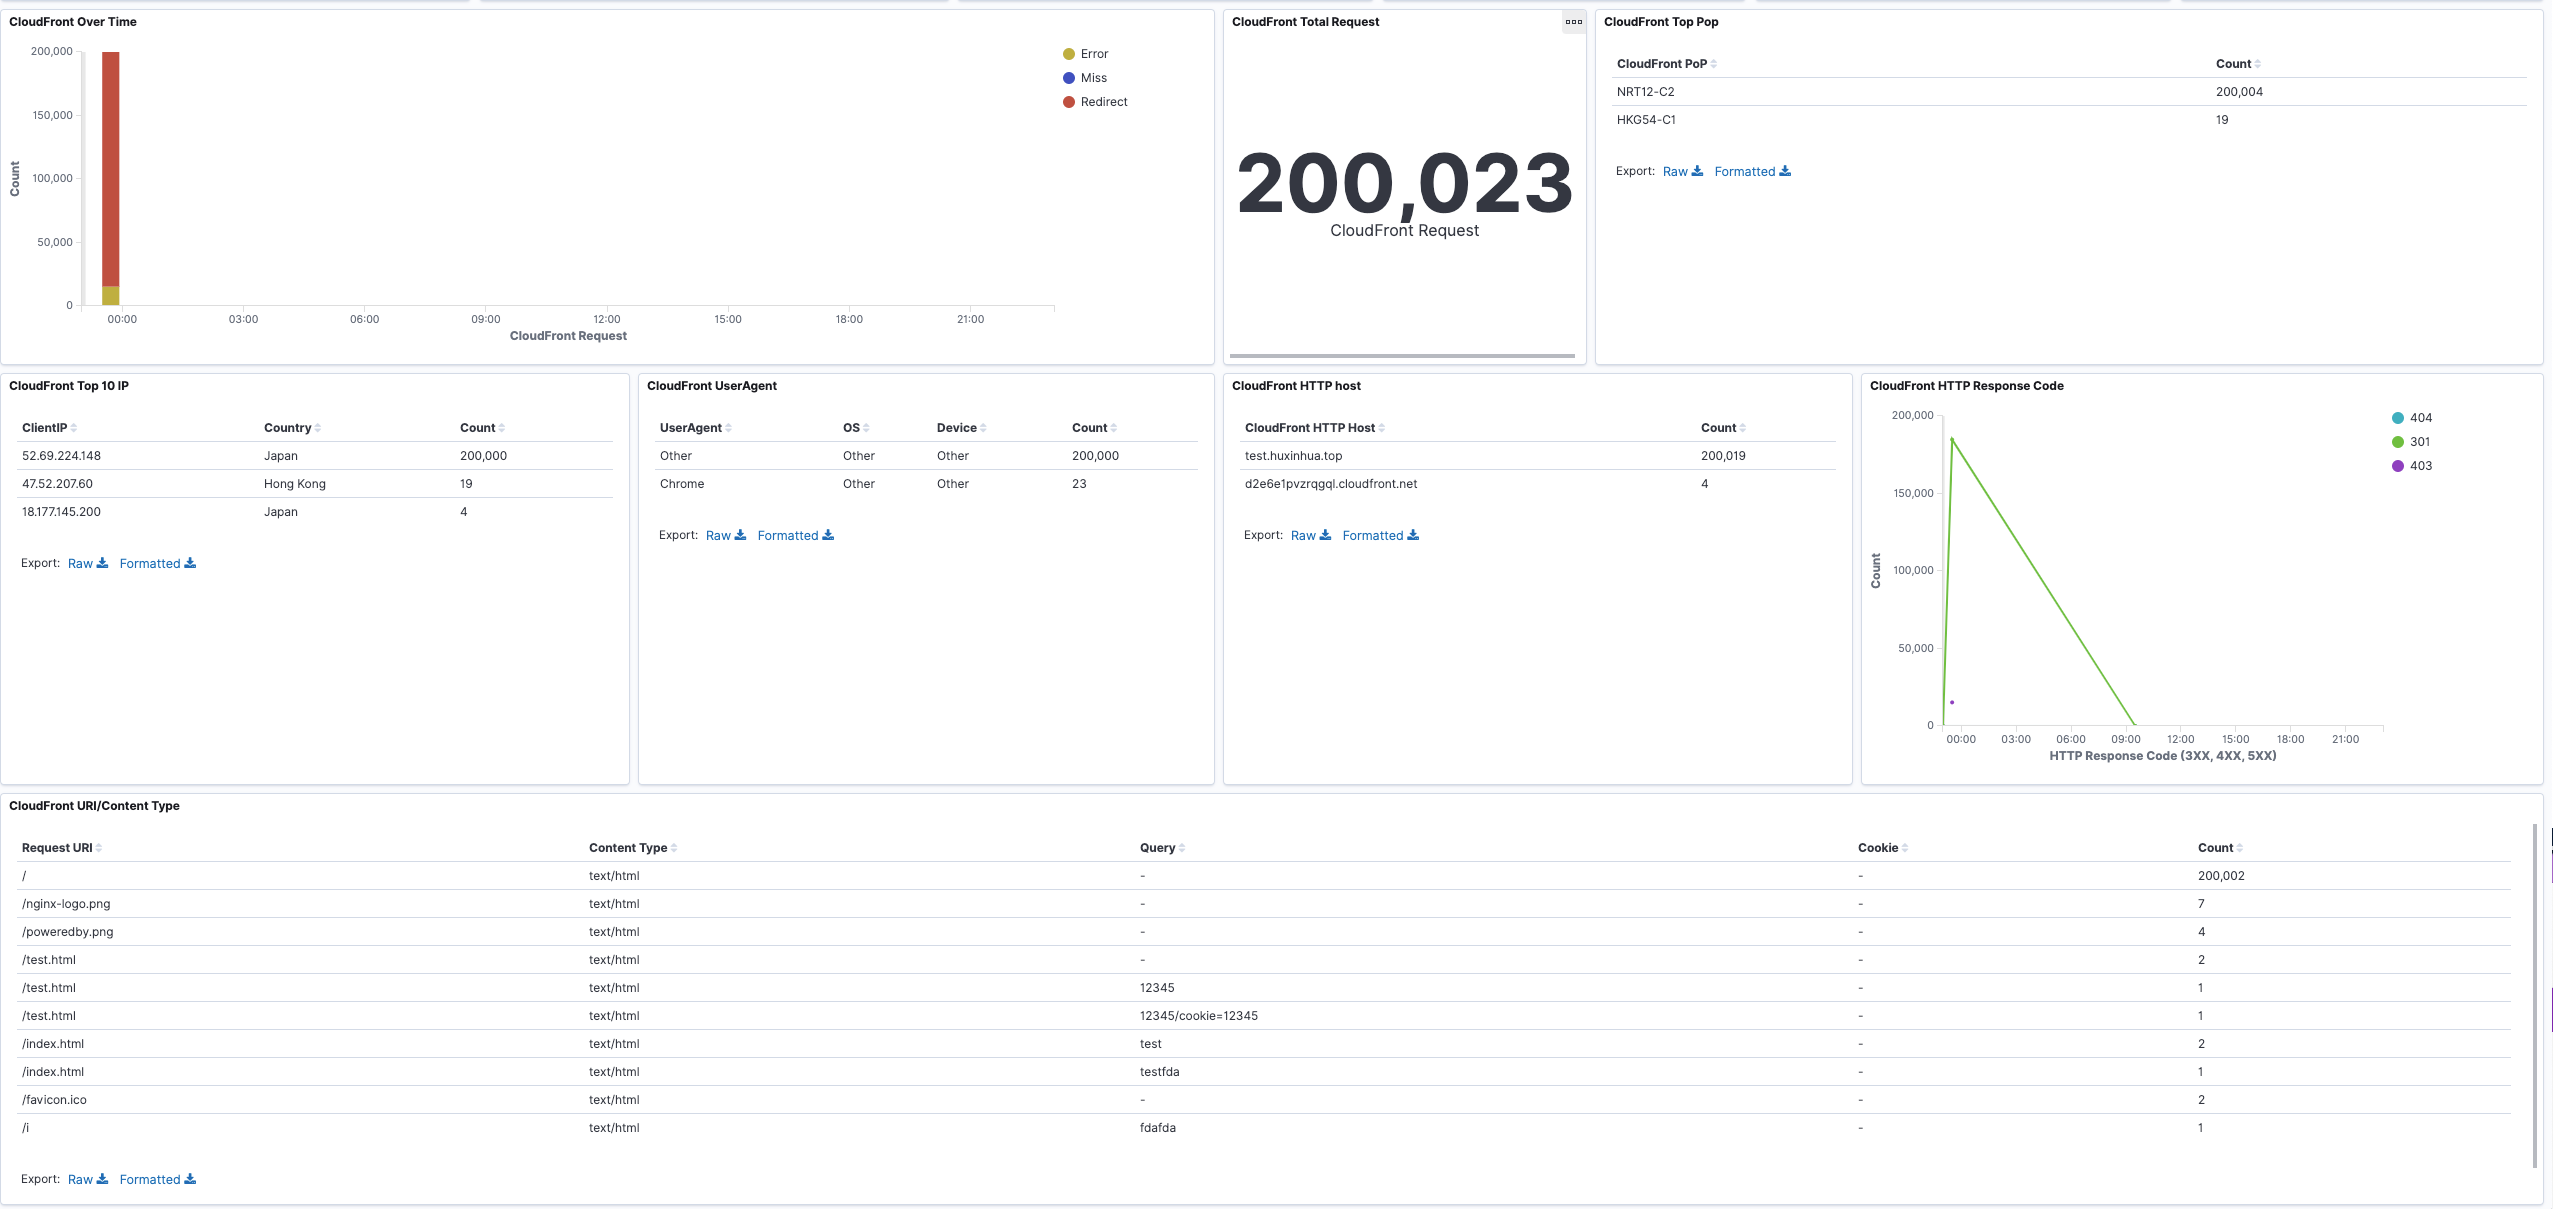 CloudFront Over Time
200,000
150,000
100,000
50,000
0
Count
00:00 03:00 06:00 09:00 12:00 15:00 18:00 21:00
CloudFront Request
Error
Miss
Redirect
CloudFront Total Request
200,023
CloudFront Request
CloudFront Top Pop
CloudFront PoP Count
NRT12-C2 200,004
HKG54-C1 19
Export: Raw Formatted
CloudFront Top 10 IP
ClientIP Country Count
52.69.224.148 Japan 200,000
47.52.207.60 Hong Kong 19
18.177.145.200 Japan 4
Export: Raw Formatted
CloudFront UserAgent
UserAgent OS Device Count
Other Other Other 200,000
Chrome Other Other 23
Export: Raw Formatted
CloudFront HTTP host
CloudFront HTTP Host Count
test.huxinhua.top 200,019
d2e6e1pvzrqgql.cloudfront.net 4
Export: Raw Formatted
CloudFront HTTP Response Code
200,000
150,000
100,000
50,000
0
Count
00:00 03:00 06:00 09:00 12:00 15:00 18:00 21:00
HTTP Response Code (3XX, 4XX, 5XX)
404
301
403
CloudFront URI/Content Type
Request URI Content Type Query Cookie Count
/ text/html - - 200,002
/nginx-logo.png text/html - - 7
/poweredby.png text/html - - 4
/test.html text/html - - 2
/test.html text/html 12345 - 1
/test.html text/html 12345/cookie=12345 - 1
/index.html text/html test - 2
/index.html text/html testfda - 1
/favicon.ico text/html - - 2
/i text/html fdafda - 1
Export: Raw Formatted